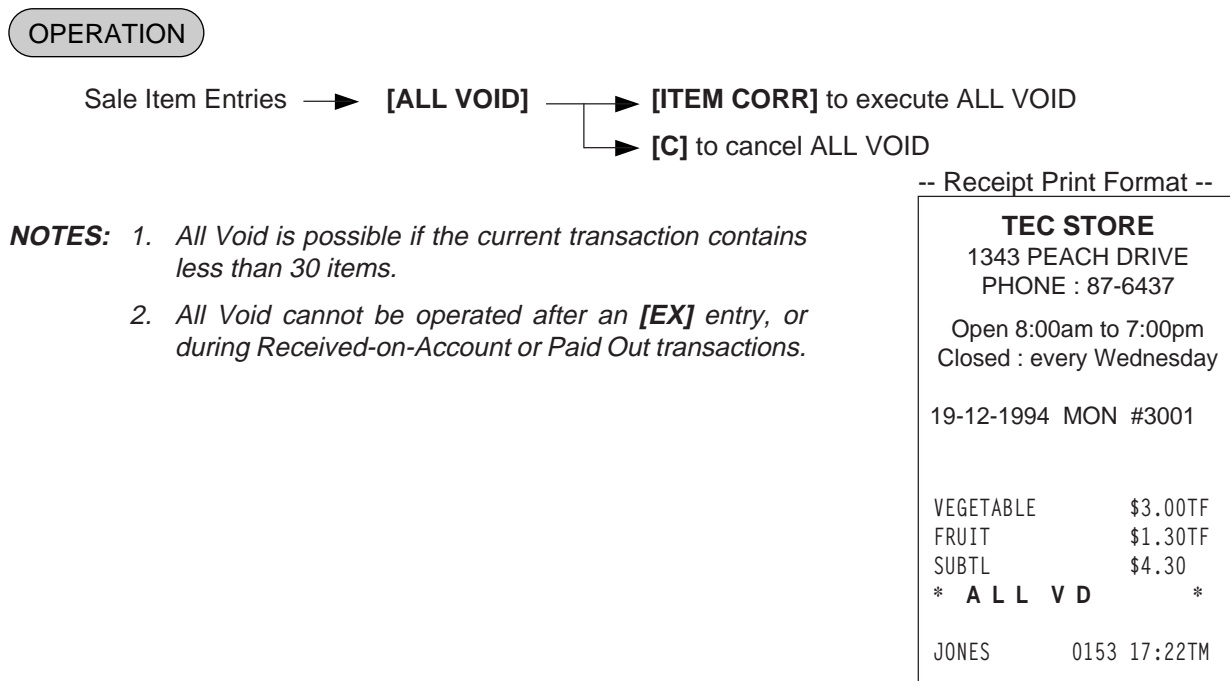 OPERATION
Sale Item Entries [ALL VOID] [ITEM CORR] to execute ALL VOID
[C] to cancel ALL VOID
NOTES: 1. All Void is possible if the current transaction contains
less than 30 items.
2. All Void cannot be operated after an [EX] entry, or
during Received-on-Account or Paid Out transactions.
-- Receipt Print Format --
TEC STORE
1343 PEACH DRIVE
PHONE : 87-6437
Open 8:00am to 7:00pm
Closed : every Wednesday
19-12-1994 MON #3001
VEGETABLE $3.00TF
FRUIT $1.30TF
SUBTL $4.30
* A L L V D *
JONES 0153 17:22TM